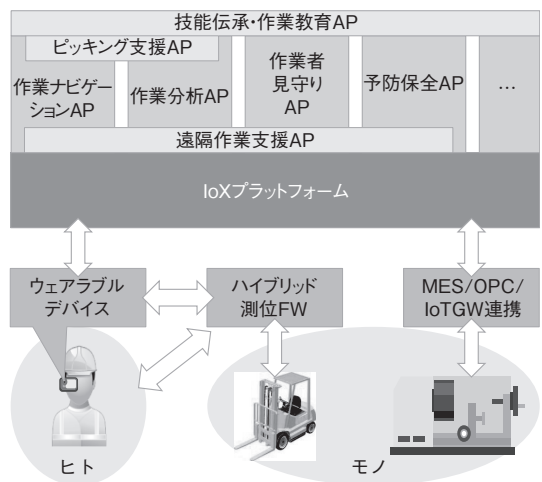 技能伝承・作業教育AP
ピッキング支援AP
作業ナビゲー
ションAP
作業分析AP
作業者
見守り
AP
予防保全AP
…
遠隔作業支援AP
IoXプラットフォーム
ウェアラブル
デバイス
ハイブリッド
測位FW
MES/OPC/
IoTGW連携
ヒト
モノ